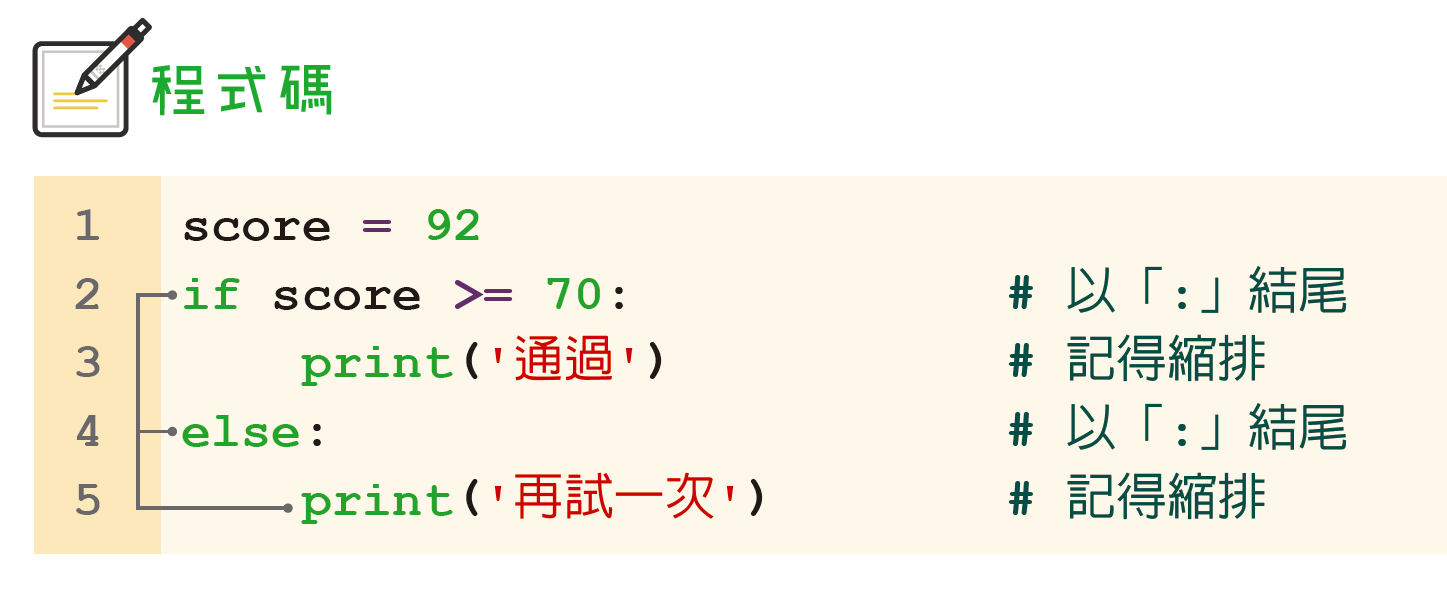 程式碼
1 score = 92
2 if score >= 70: # 以「:」結尾
3     print('通過') # 記得縮排
4 else: # 以「:」結尾
5     print('再試一次') # 記得縮排